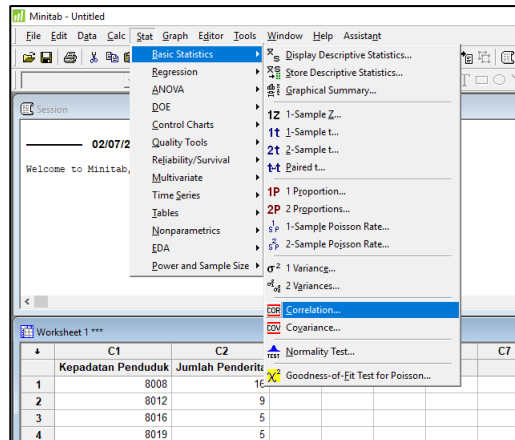 Minitab - Untitled
File Edit Data Calc Stat Graph Editor Tools Window Help Assistant
Session
02/07/2
Welcome to Minitab,
Basic Statistics
Regression
ANOVA
DOE
Control Charts
Quality Tools
Reliability/Survival
Multivariate
Time Series
Tables
Nonparametrics
EDA
Power and Sample Size
Display Descriptive Statistics...
Store Descriptive Statistics...
Graphical Summary...
1Z 1-Sample Z...
1t 1-Sample t...
2t 2-Sample t...
t-t Paired t...
1P 1 Proportion...
2P 2 Proportions...
1-Sample Poisson Rate...
2-Sample Poisson Rate...
σ² 1 Variance...
2 Variances...
COR Correlation...
COV Covariance...
TEST Normality Test...
Goodness-of-Fit Test for Poisson...
Worksheet 1 ***
C1 C2 C7
Kepadatan Penduduk Jumlah Penderita
1 8008 16
2 8012 9
3 8016 5
4 8019 5